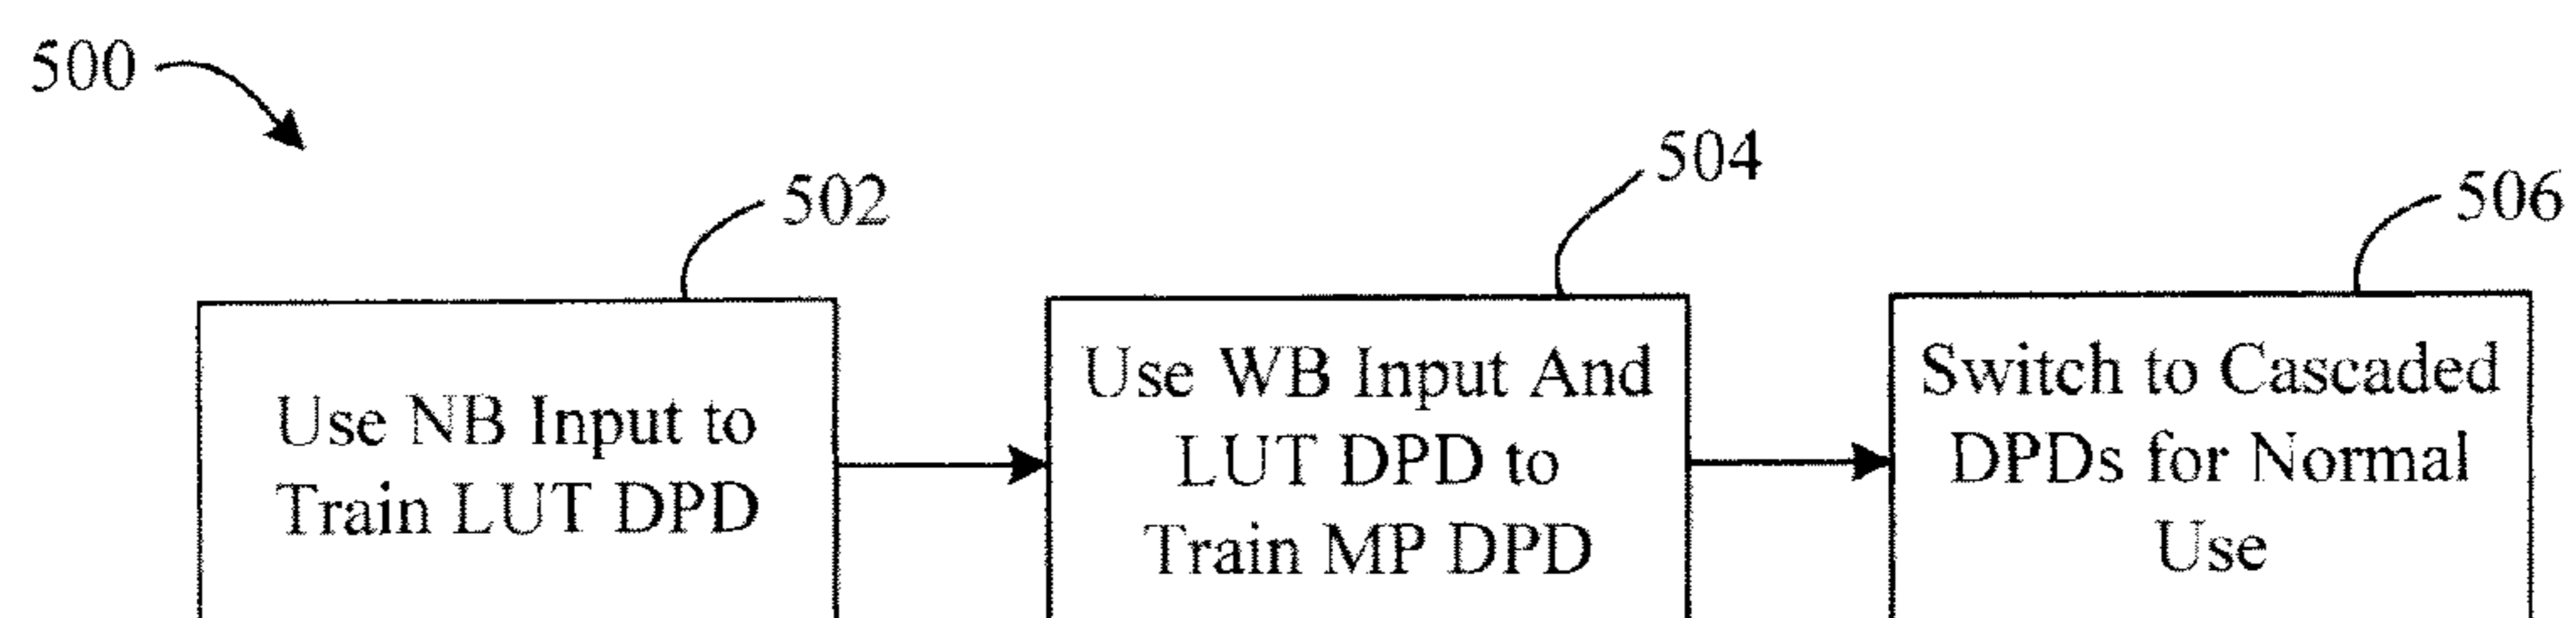 500
502
504
506
Use NB Input to
Train LUT DPD
Use WB Input And
LUT DPD to
Train MP DPD
Switch to Cascaded
DPDs for Normal
Use